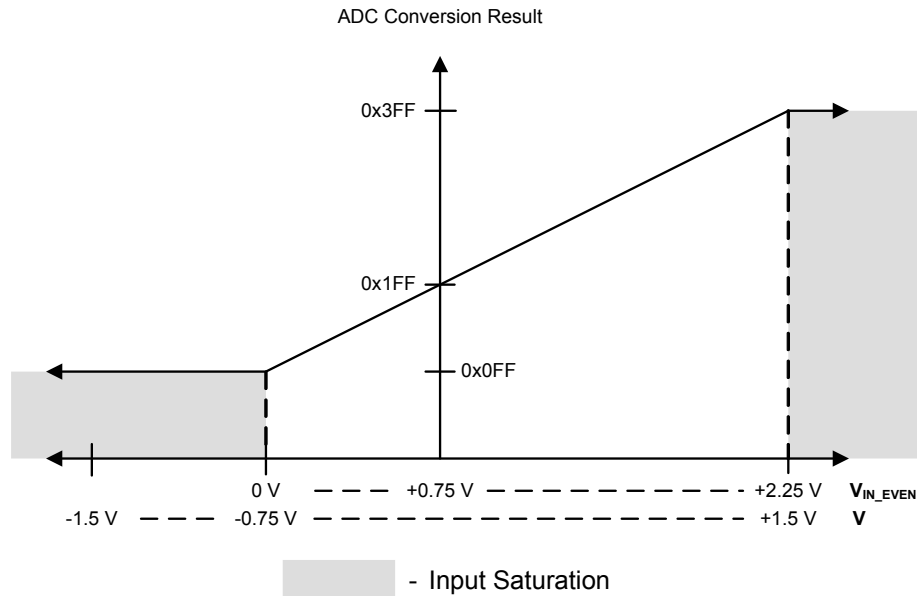 ADC Conversion Result
0x3FF
0x1FF
0x0FF
0 V +0.75 V +2.25 V VIN_EVEN
-1.5 V -0.75 V +1.5 V V
- Input Saturation